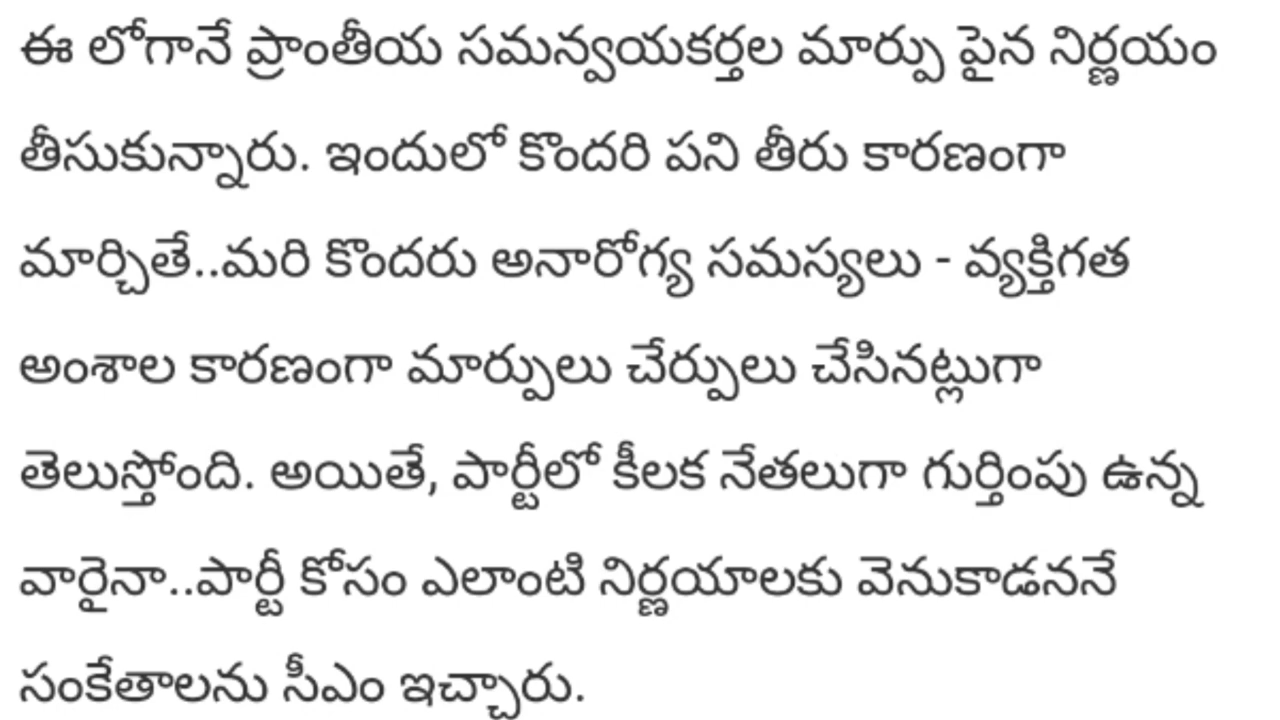 ఈ లోగానే ప్రాంతీయ సమన్వయకర్తల మార్పు పైన నిర్ణయం
తీసుకున్నారు. ఇందులో కొందరి పని తీరు కారణంగా
మార్చితే..మరి కొందరు అనారోగ్య సమస్యలు - వ్యక్తిగత
అంశాల కారణంగా మార్పులు చేర్పులు చేసినట్లుగా
తెలుస్తోంది. అయితే, పార్టీలో కీలక నేతలుగా గుర్తింపు ఉన్న
వారైనా..పార్టీ కోసం ఎలాంటి నిర్ణయాలకు వెనుకాడననే
సంకేతాలను సీఎం ఇచ్చారు.